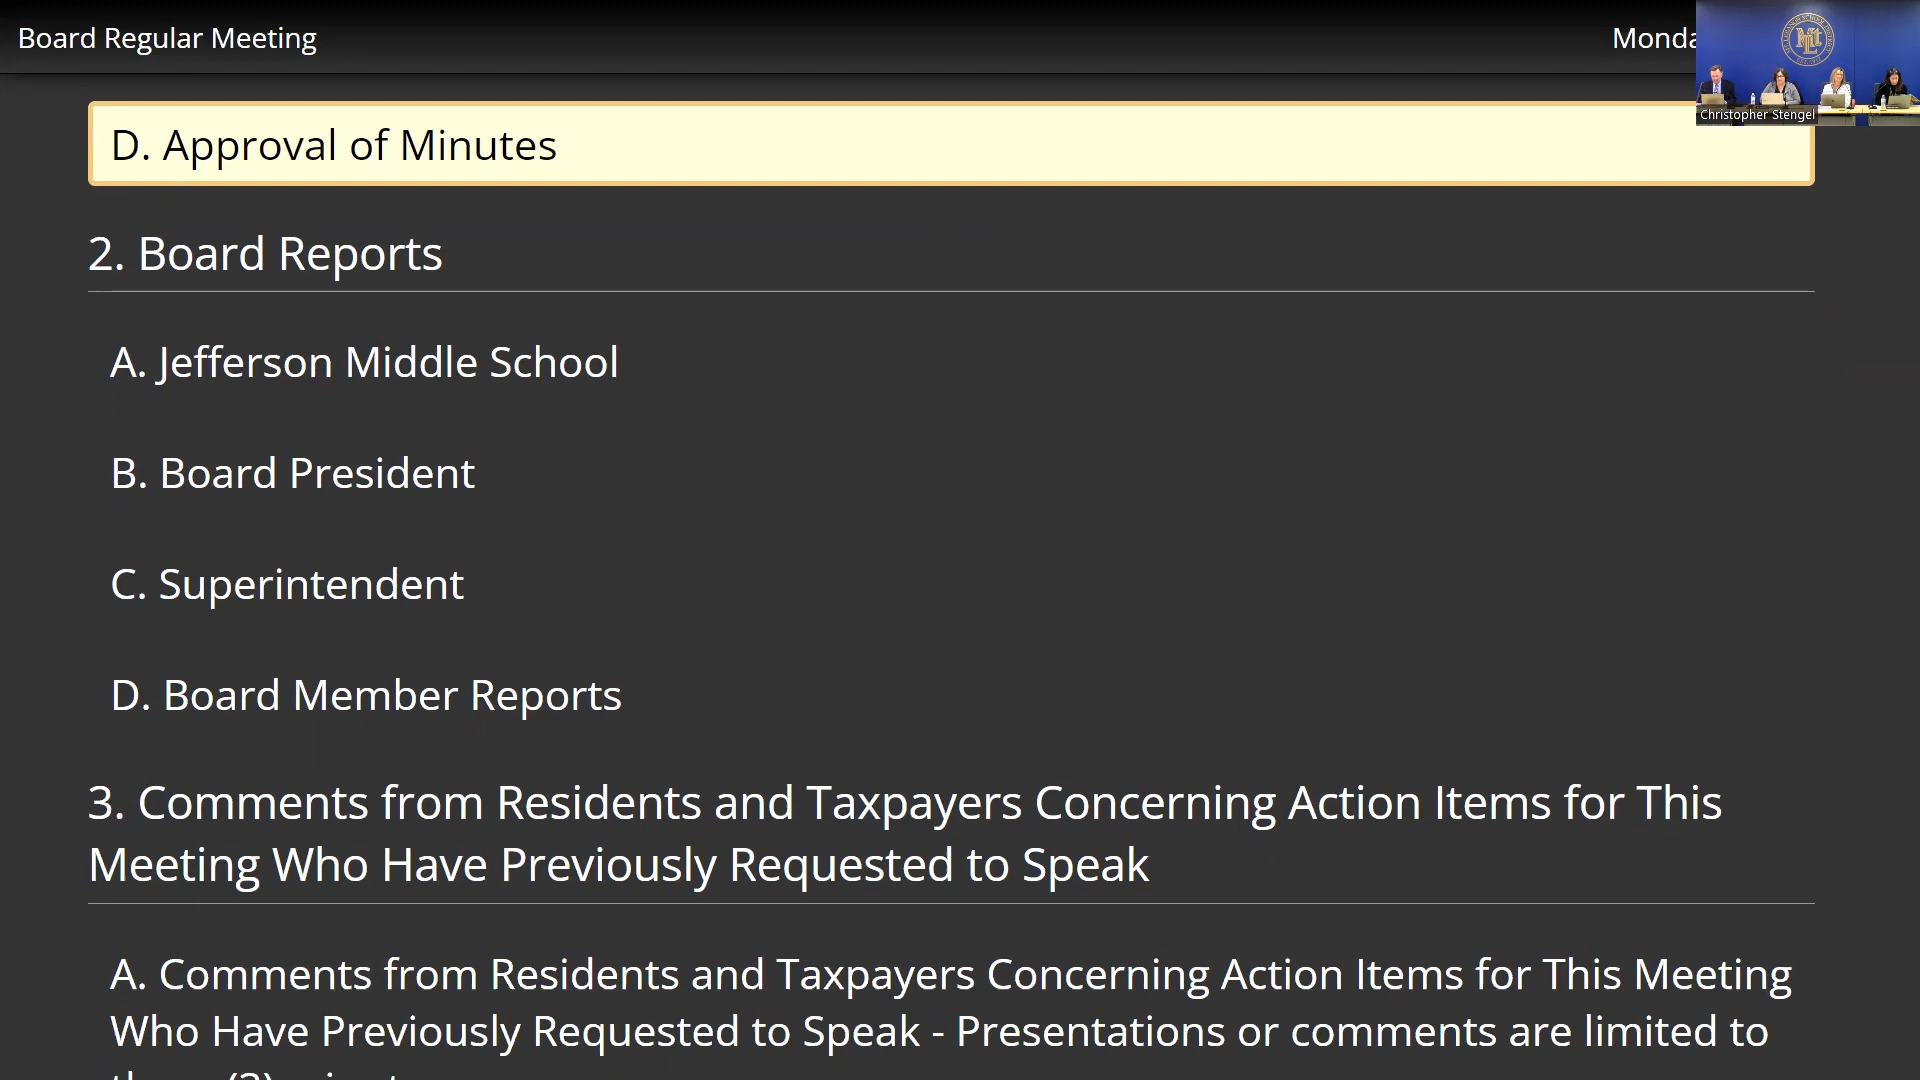 Board Regular Meeting
Monda
Christopher Stengel
D. Approval of Minutes
2. Board Reports
A. Jefferson Middle School
B. Board President
C. Superintendent
D. Board Member Reports
3. Comments from Residents and Taxpayers Concerning Action Items for This
Meeting Who Have Previously Requested to Speak
A. Comments from Residents and Taxpayers Concerning Action Items for This Meeting
Who Have Previously Requested to Speak - Presentations or comments are limited to